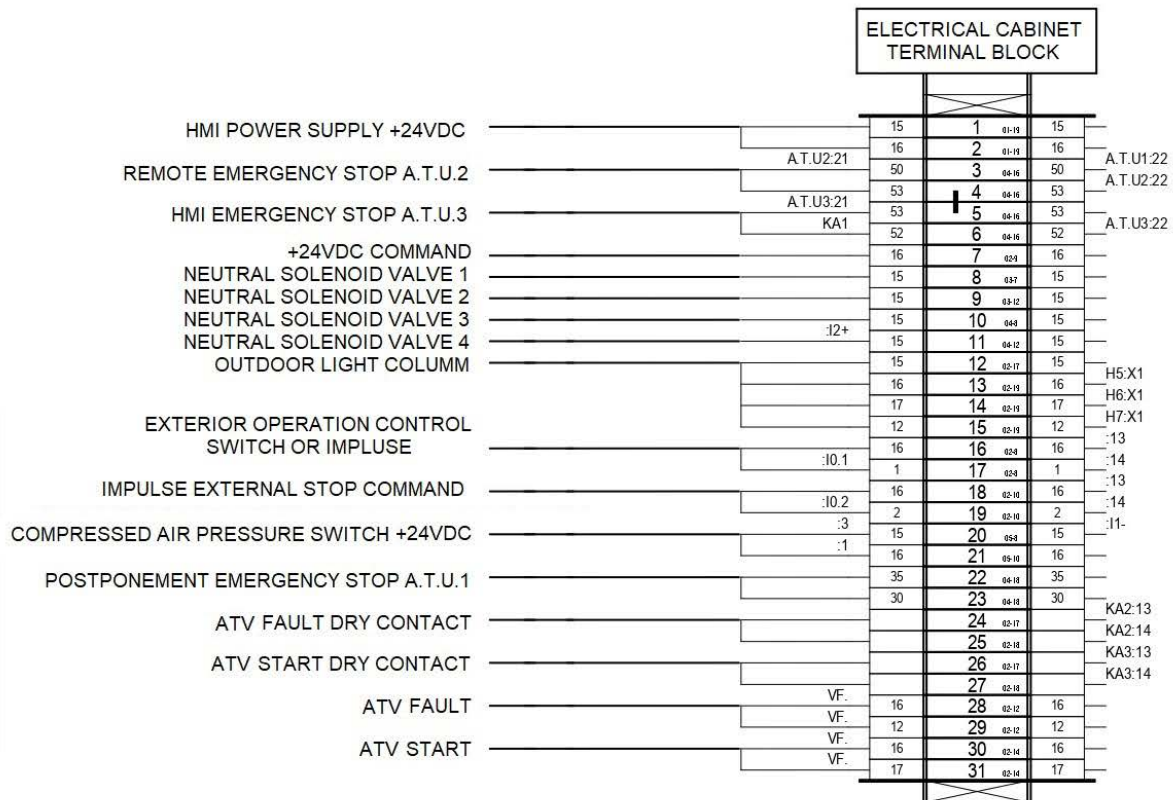 ELECTRICAL CABINET
TERMINAL BLOCK
HMI POWER SUPPLY +24VDC
15 1 01-19 15
16 2 01-19 16
REMOTE EMERGENCY STOP A.T.U.2
A.T.U2:21 50 3 04-16 50 A.T.U1:22
53 4 04-16 53 A.T.U2:22
HMI EMERGENCY STOP A.T.U.3
A.T.U3:21 53 5 04-16 53
KA1 52 6 04-16 52 A.T.U3:22
+24VDC COMMAND 16 7 02-9 16
NEUTRAL SOLENOID VALVE 1 15 8 03-7 15
NEUTRAL SOLENOID VALVE 2 15 9 03-12 15
NEUTRAL SOLENOID VALVE 3 15 10 04-8 15
:I2+
NEUTRAL SOLENOID VALVE 4 15 11 04-12 15
OUTDOOR LIGHT COLUMM 15 12 02-17 15
16 13 02-19 16 H5:X1
17 14 02-19 17 H6:X1
12 15 02-19 12 H7:X1
EXTERIOR OPERATION CONTROL
SWITCH OR IMPLUSE
16 16 02-8 16 :13
:I0.1 1 17 02-8 1 :14
IMPULSE EXTERNAL STOP COMMAND
16 18 02-10 16 :13
:I0.2 2 19 02-10 2 :14
COMPRESSED AIR PRESSURE SWITCH +24VDC
:3 15 20 05-8 15 :I1-
:1 16 21 05-10 16
POSTPONEMENT EMERGENCY STOP A.T.U.1
35 22 04-18 35
30 23 04-18 30
ATV FAULT DRY CONTACT
24 02-17 KA2:13
25 02-18 KA2:14
ATV START DRY CONTACT
26 02-17 KA3:13
27 02-18 KA3:14
ATV FAULT
VF. 16 28 02-12 16
VF. 12 29 02-12 12
ATV START
VF. 16 30 02-14 16
VF. 17 31 02-14 17